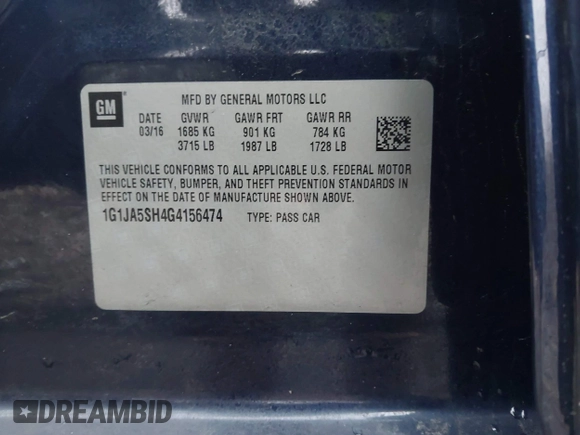 GM
MFD BY GENERAL MOTORS LLC
DATE GVWR GAWR FRT GAWR RR
03/16 1685 KG 901 KG 784 KG
3715 LB 1987 LB 1728 LB
THIS VEHICLE CONFORMS TO ALL APPLICABLE U.S. FEDERAL MOTOR
VEHICLE SAFETY, BUMPER, AND THEFT PREVENTION STANDARDS IN
EFFECT ON THE DATE OF MANUFACTURE SHOWN ABOVE.
1G1JA5SH4G4156474 TYPE: PASS CAR
DREAMBID